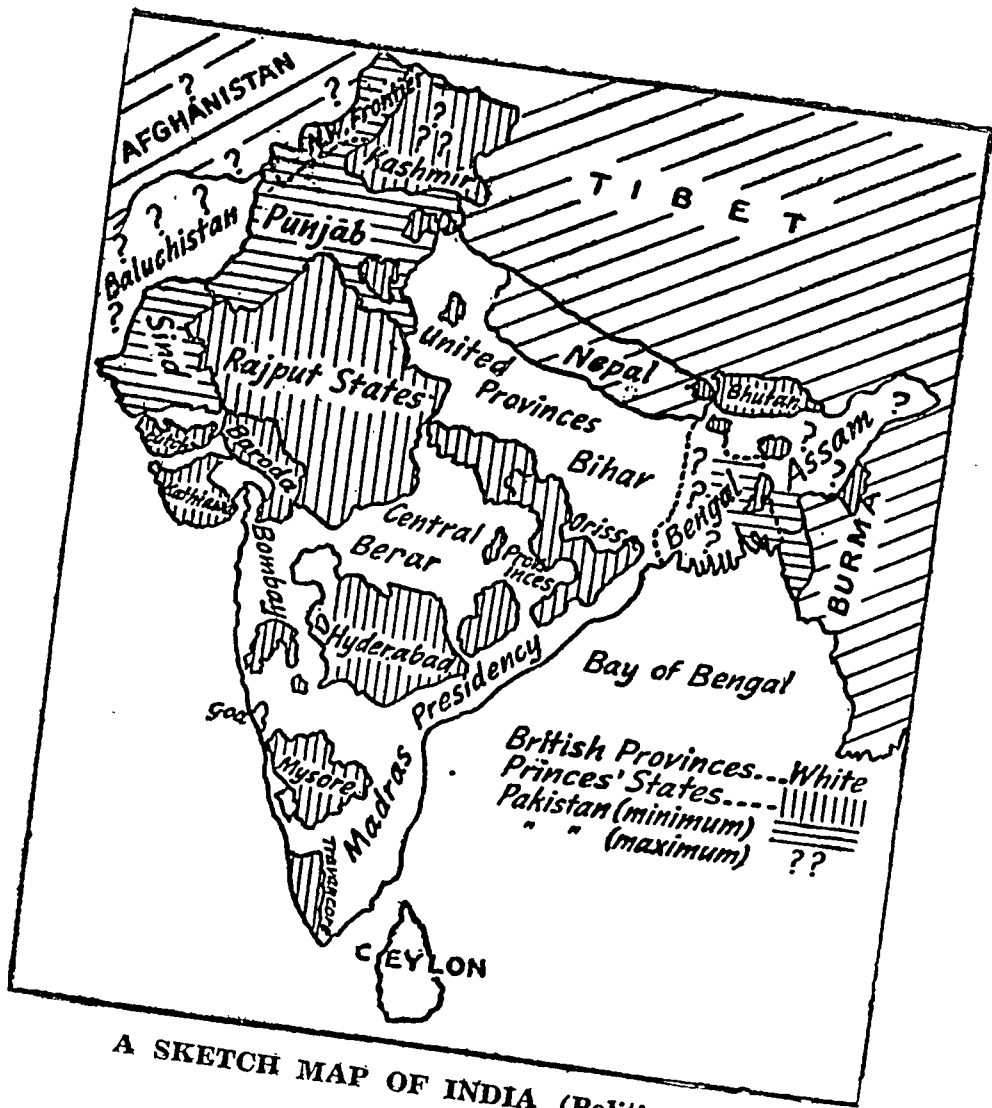 AFGHANISTAN
?
?
?
N.W. Frontier
? ? ?
Kashmir
TIBET
? ? ? ?
Baluchistan
Punjab
Sind
Rajput States
United
Provinces
Nepal
Bhutan
?
?
?
Assam
Bihar
?
?
?
Bengal
BURMA
Cutch
Baroda
Kathiawar
Central
Provinces
Berar
Orissa
Bombay
Hyderabad
Presidency
Bay of Bengal
Goa
Mysore
Madras
Travancore
CEYLON
British Provinces...White
Princes' States----
Pakistan (minimum)
" " (maximum) ??
A SKETCH MAP OF INDIA